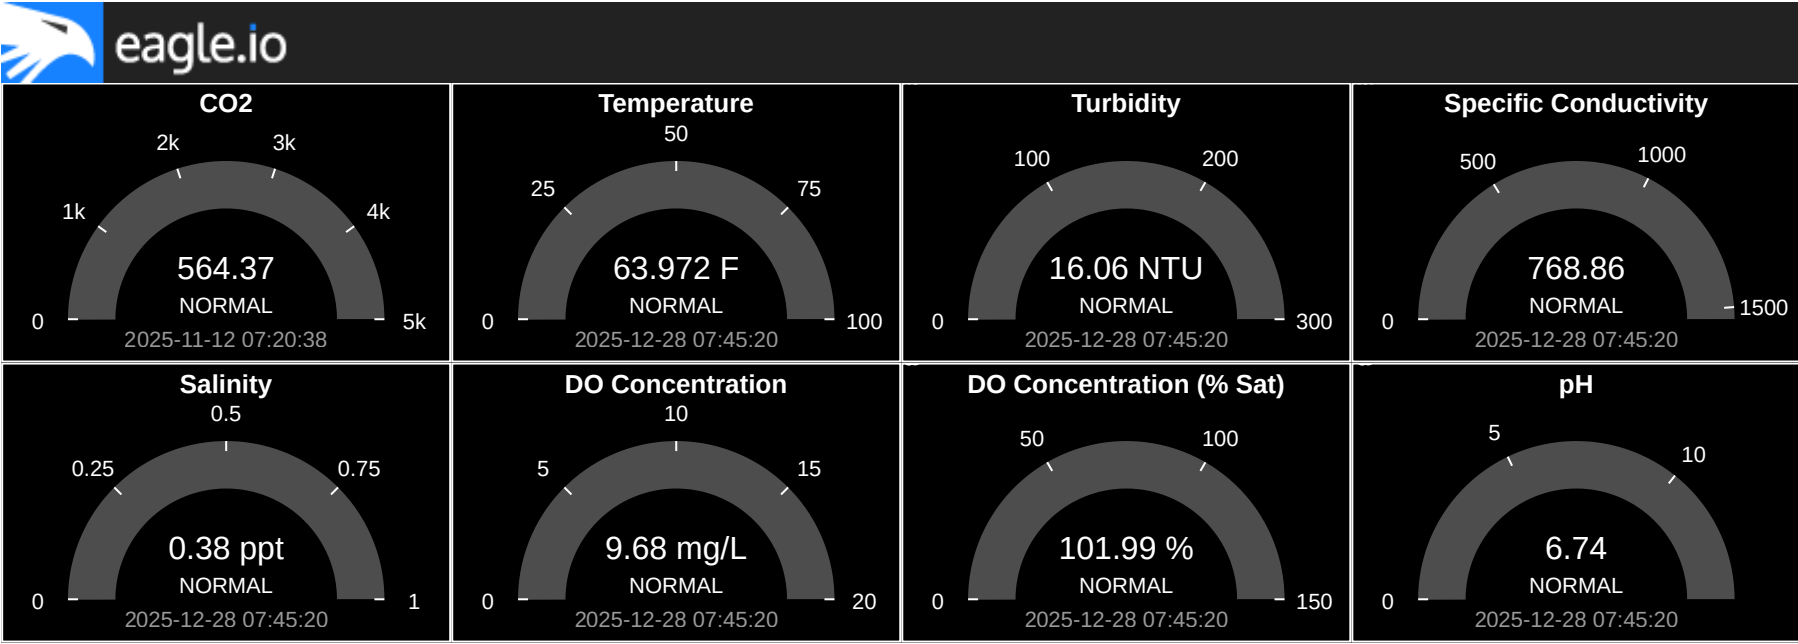 eagle.io
CO2
2k
3k
1k
4k
564.37
NORMAL
0
5k
2025-11-12 07:20:38
Temperature
50
25
75
63.972 F
NORMAL
0
100
2025-12-28 07:45:20
Turbidity
100
200
16.06 NTU
NORMAL
0
300
2025-12-28 07:45:20
Specific Conductivity
500
1000
768.86
NORMAL
0
1500
2025-12-28 07:45:20
Salinity
0.5
0.25
0.75
0.38 ppt
NORMAL
0
1
2025-12-28 07:45:20
DO Concentration
10
5
15
9.68 mg/L
NORMAL
0
20
2025-12-28 07:45:20
DO Concentration (% Sat)
50
100
101.99 %
NORMAL
0
150
2025-12-28 07:45:20
pH
5
10
6.74
NORMAL
0
2025-12-28 07:45:20